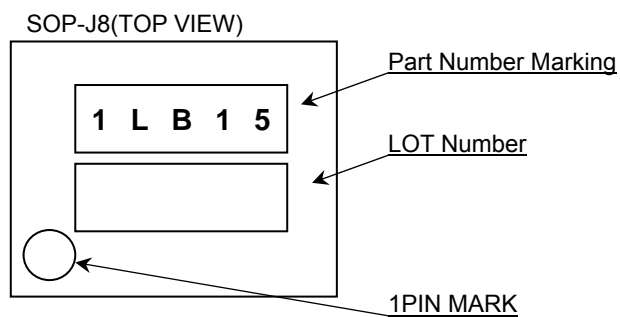 SOP-J8(TOP VIEW)
Part Number Marking
1 L B 1 5
LOT Number
1PIN MARK